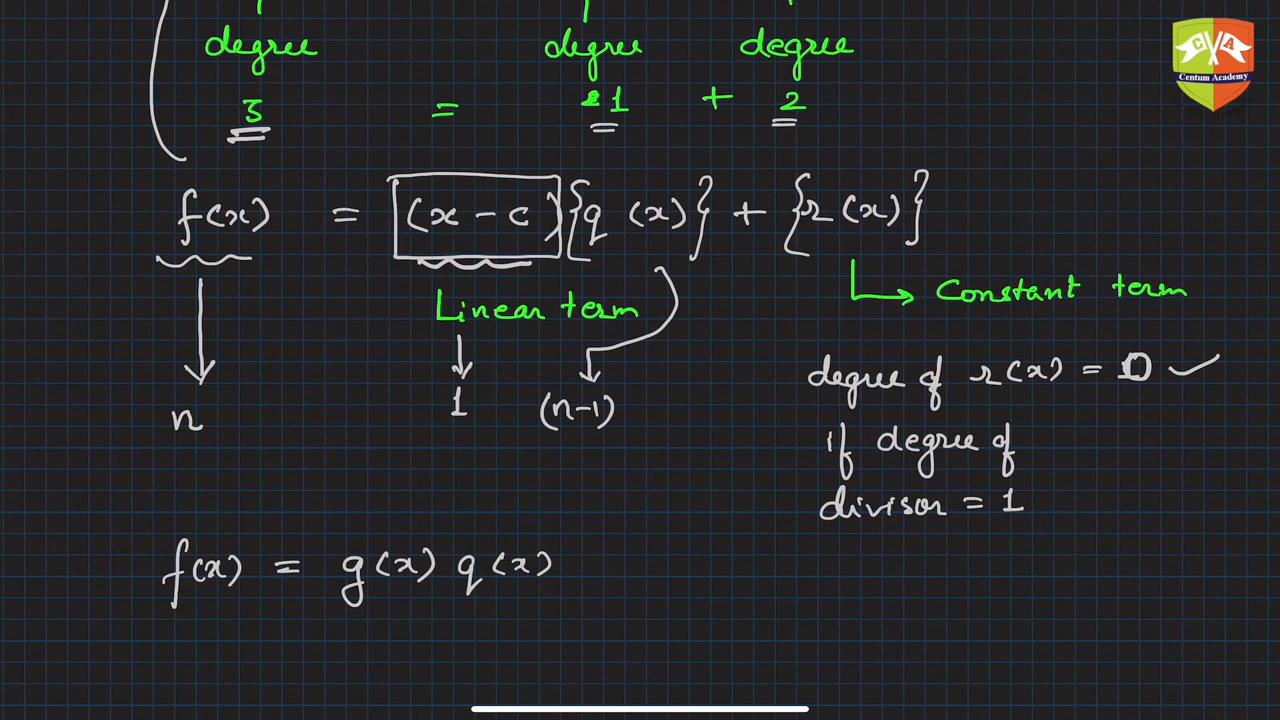 degree degree degree
3 = 1 + 2
f(x) = (x - c) {q (x)} + {r (x)}
Linear term
Constant term
n
1
(n-1)
degree of r(x) = 0 ✓
if degree of
divisor = 1
f(x) = g(x) q(x)
CA
Centum Academy